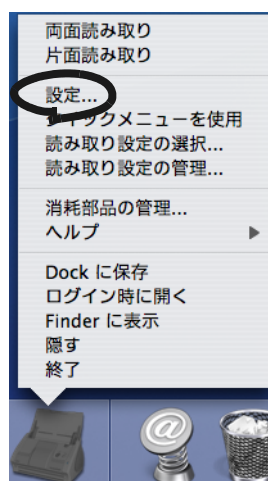 両面読み取り
片面読み取り
設定...
クイックメニューを使用
読み取り設定の選択...
読み取り設定の管理...
消耗部品の管理...
ヘルプ
Dock に保存
ログイン時に開く
Finder に表示
隠す
終了
@